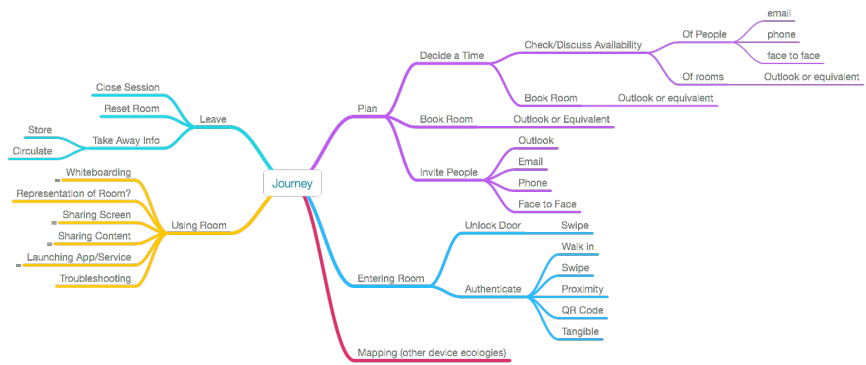 Journey
Plan
Decide a Time
Check/Discuss Availability
Of People
email
phone
face to face
Of rooms
Outlook or equivalent
Book Room
Outlook or equivalent
Book Room
Outlook or Equivalent
Invite People
Outlook
Email
Phone
Face to Face
Entering Room
Unlock Door
Swipe
Authenticate
Walk in
Swipe
Proximity
QR Code
Tangible
Mapping (other device ecologies)
Using Room
Whiteboarding
Representation of Room?
Sharing Screen
Sharing Content
Launching App/Service
Troubleshooting
Leave
Close Session
Reset Room
Take Away Info
Store
Circulate